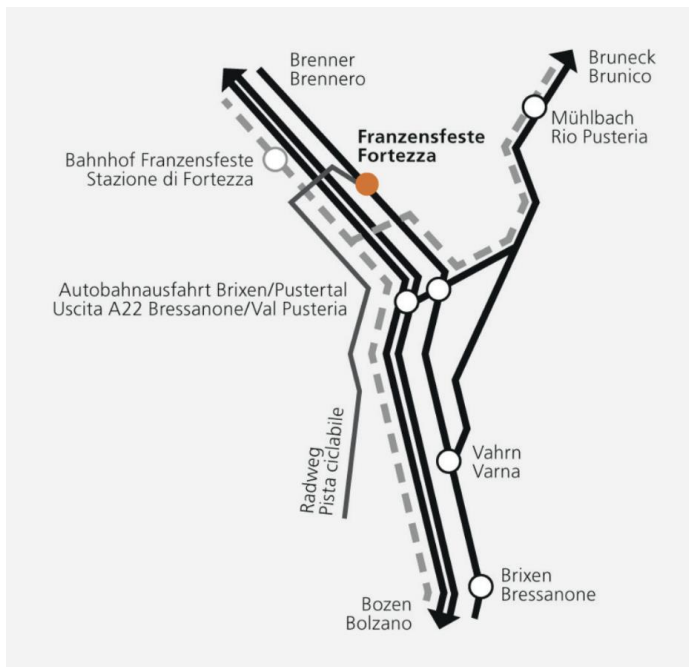 Brenner
Brennero
Bruneck
Brunico
Mühlbach
Rio Pusteria
Franzensfeste
Fortezza
Bahnhof Franzensfeste
Stazione di Fortezza
Autobahnausfahrt Brixen/Pustertal
Uscita A22 Bressanone/Val Pusteria
Radweg
Pista ciclabile
Vahrn
Varna
Brixen
Bressanone
Bozen
Bolzano